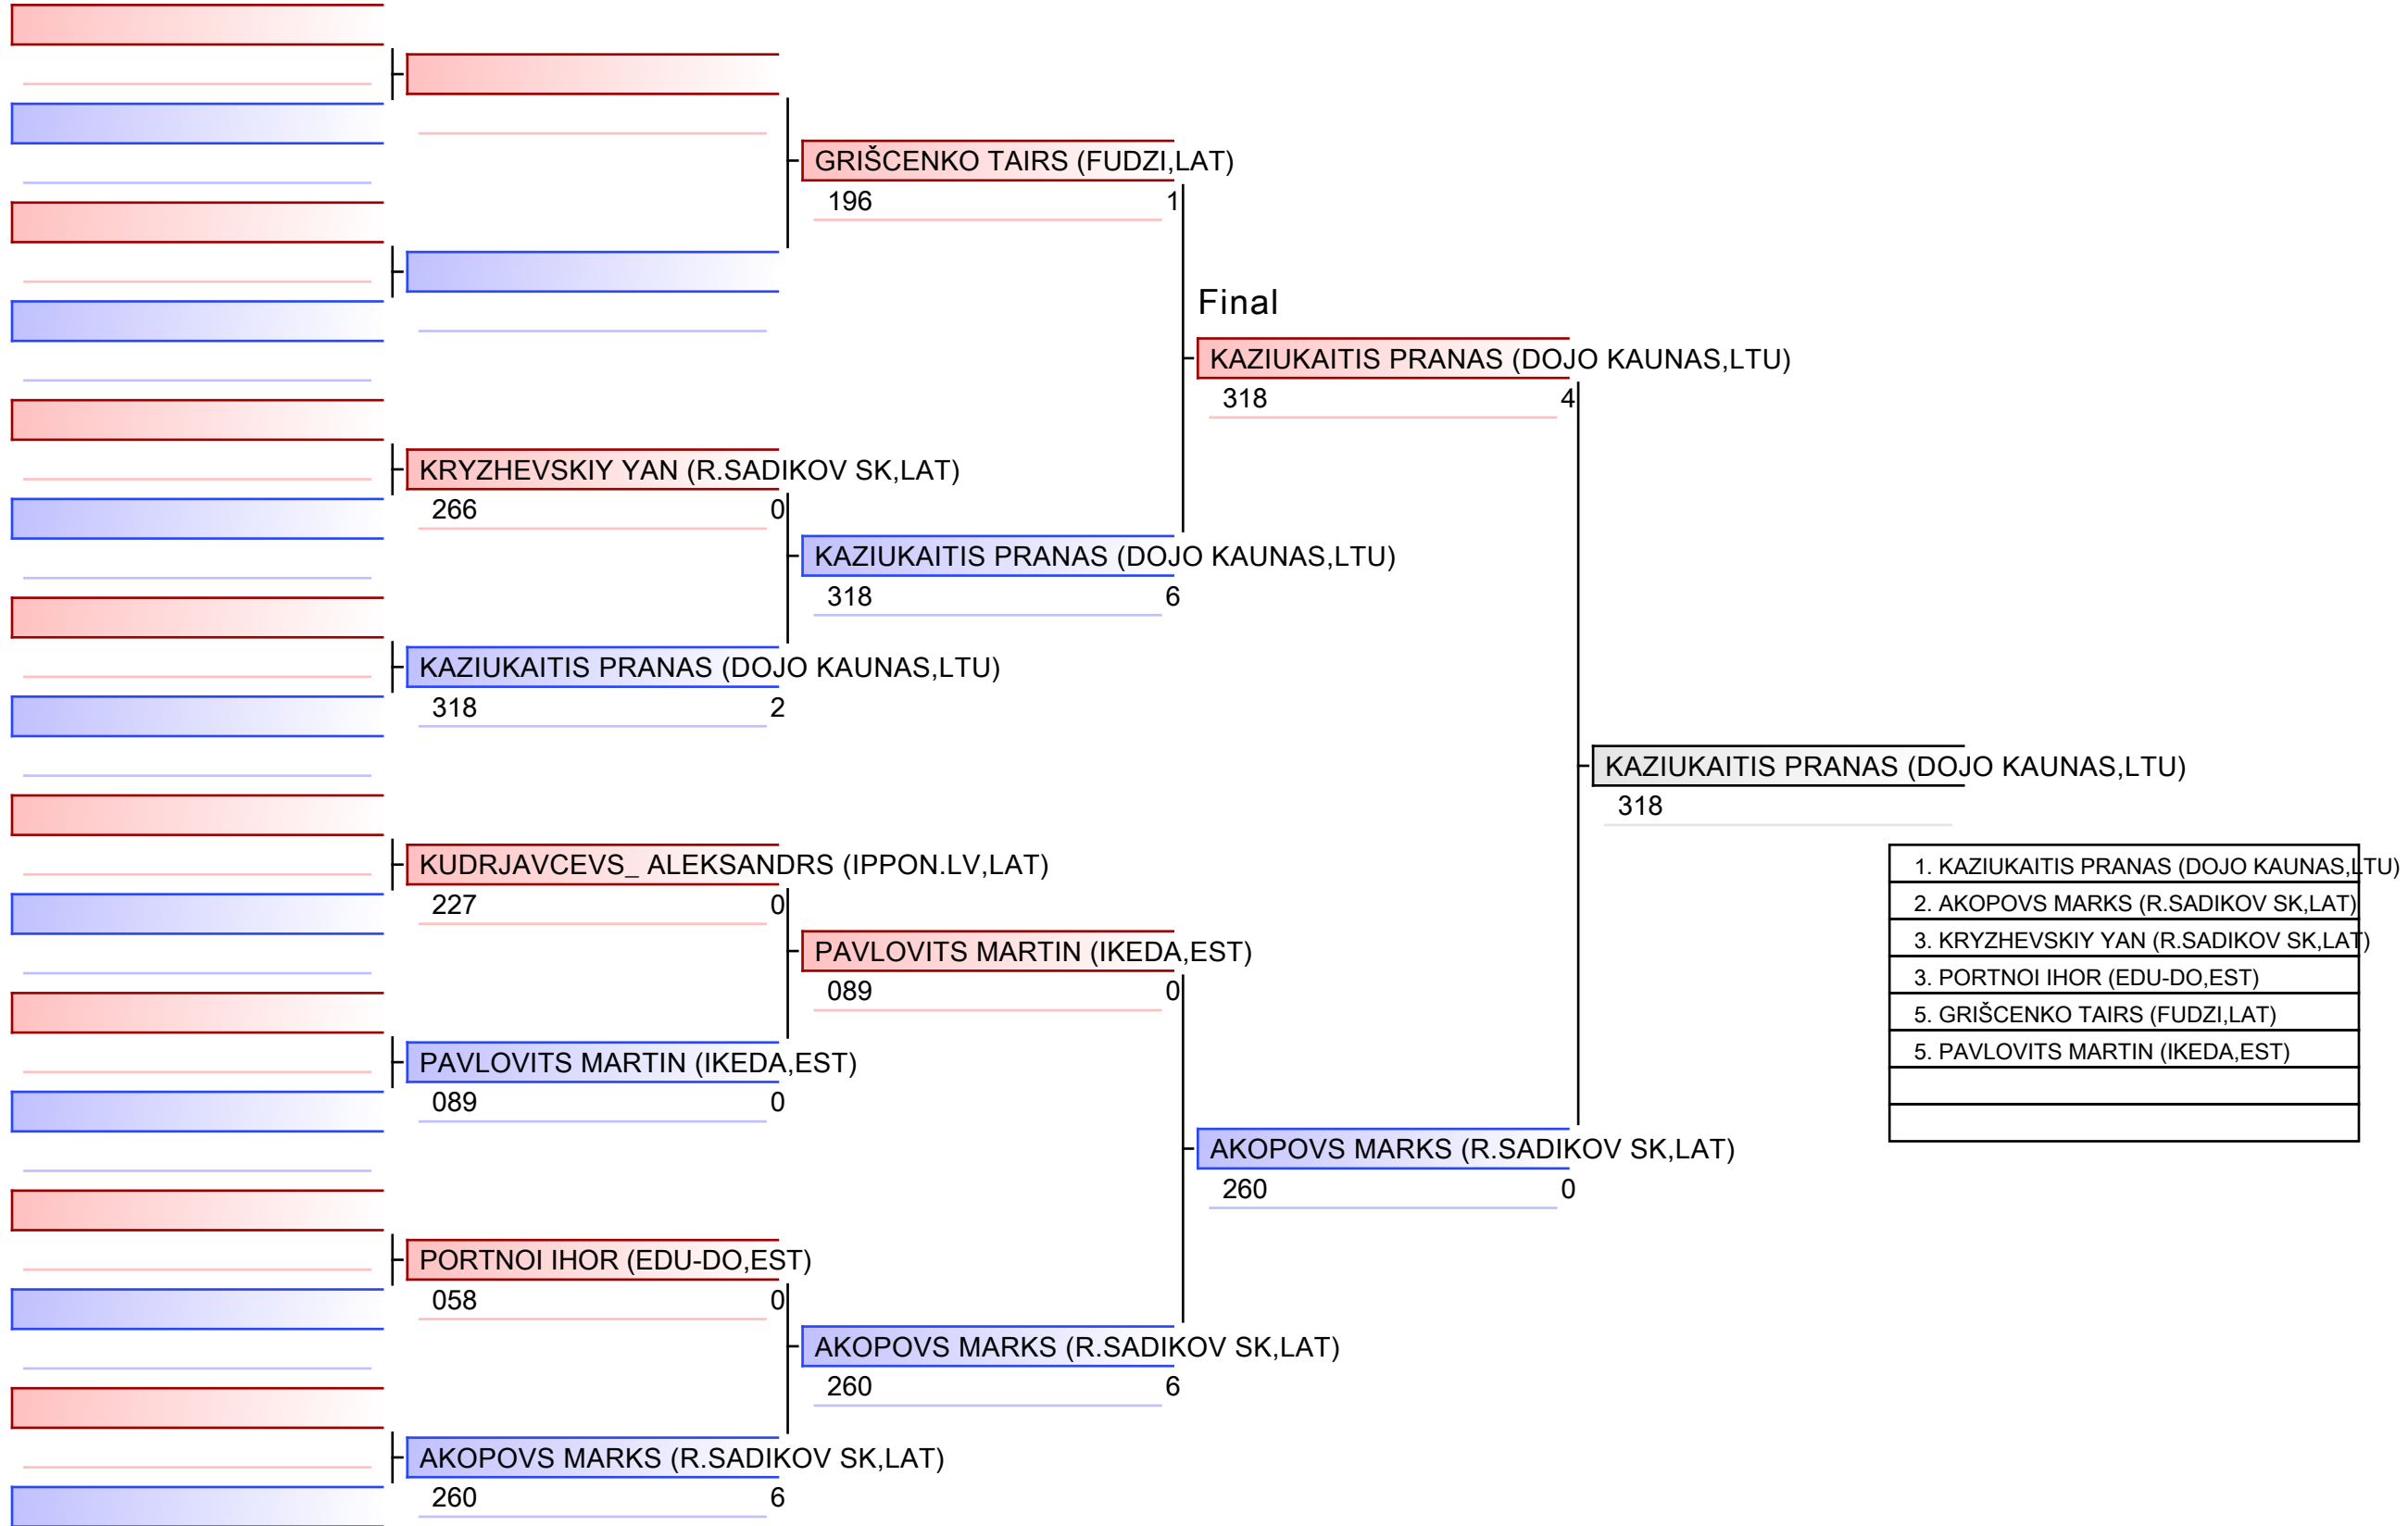 GRIŠCENKO TAIRS (FUDZI,LAT)
196 1
Final
KAZIUKAITIS PRANAS (DOJO KAUNAS,LTU)
318 4
KRYZHEVSKIY YAN (R.SADIKOV SK,LAT)
266 0
KAZIUKAITIS PRANAS (DOJO KAUNAS,LTU)
318 6
KAZIUKAITIS PRANAS (DOJO KAUNAS,LTU)
318 2
KAZIUKAITIS PRANAS (DOJO KAUNAS,LTU)
318
KUDRJAVCEVS_ ALEKSANDRS (IPPON.LV,LAT)
227 0
PAVLOVITS MARTIN (IKEDA,EST)
089 0
PAVLOVITS MARTIN (IKEDA,EST)
089 0
AKOPOVS MARKS (R.SADIKOV SK,LAT)
260 0
PORTNOI IHOR (EDU-DO,EST)
058 0
AKOPOVS MARKS (R.SADIKOV SK,LAT)
260 6
AKOPOVS MARKS (R.SADIKOV SK,LAT)
260 6
1. KAZIUKAITIS PRANAS (DOJO KAUNAS,LTU)
2. AKOPOVS MARKS (R.SADIKOV SK,LAT)
3. KRYZHEVSKIY YAN (R.SADIKOV SK,LAT)
3. PORTNOI IHOR (EDU-DO,EST)
5. GRIŠCENKO TAIRS (FUDZI,LAT)
5. PAVLOVITS MARTIN (IKEDA,EST)